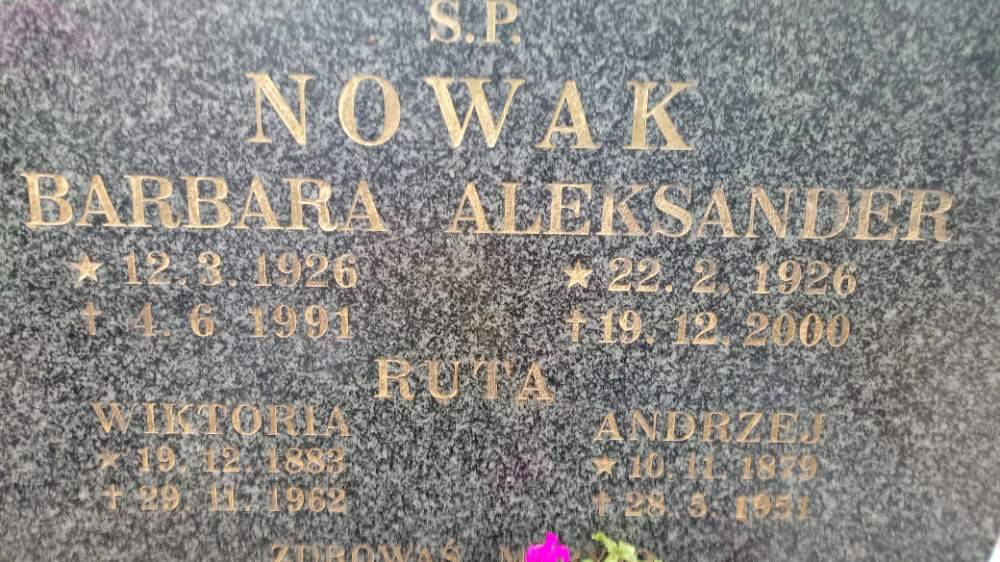 S.P.
NOWAK
BARBARA ALEKSANDER
★ 12. 3. 1926 ★ 22. 2. 1926
† 4. 6 1991 † 19. 12. 2000
RUTA
WIKTORIA ANDRZEJ
★ 19. 12. 1883 ★ 10. 11. 1879
† 29. 11. 1962 † 28. 5. 1951
ZDROWAŚ